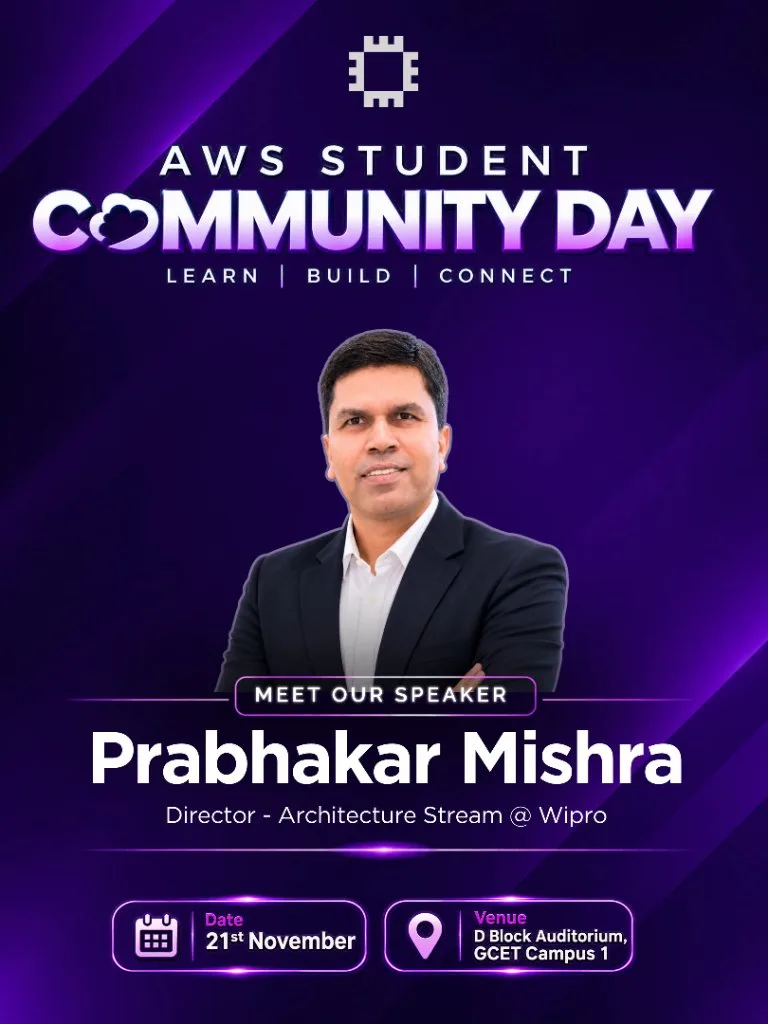 AWS STUDENT
COMMUNITY DAY
LEARN | BUILD | CONNECT
MEET OUR SPEAKER
Prabhakar Mishra
Director - Architecture Stream @ Wipro
Date
21st November
Venue
D Block Auditorium,
GCET Campus 1